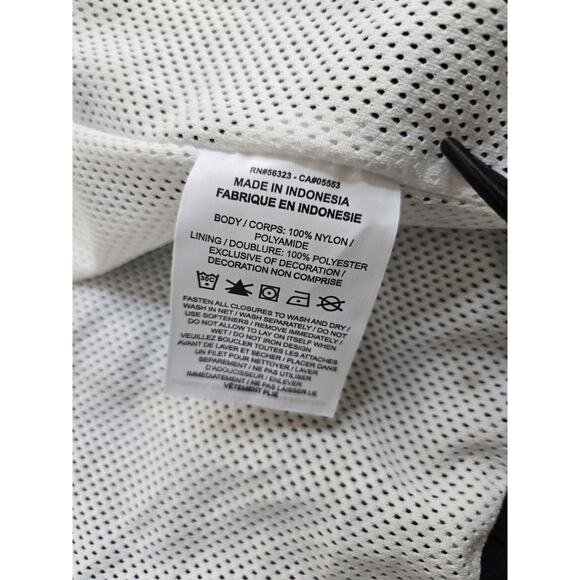 RN#56323 - CA#05553
MADE IN INDONESIA
FABRIQUE EN INDONESIE
BODY / CORPS: 100% NYLON /
POLYAMIDE
LINING / DOUBLURE: 100% POLYESTER
EXCLUSIVE OF DECORATION /
DECORATION NON COMPRISE
30C
FASTEN ALL CLOSURES TO WASH AND DRY /
WASH IN NET / WASH SEPARATELY / DO NOT
USE SOFTENERS / REMOVE IMMEDIATELY /
DO NOT ALLOW TO LAY ON ITSELF WHEN
WET / DO NOT IRON DESIGN
VEUILLEZ BOUCLER TOUTES LES ATTACHES
AVANT DE LAVER ET SÉCHER / PLACER DANS
UN FILET POUR NETTOYER / LAVER
SÉPARÉMENT / NE PAS UTILISER
D'ADOUCISSEUR / ENLEVER
IMMÉDIATEMENT / NE PAS LAISSER LE
VÊTEMENT PLIÉ